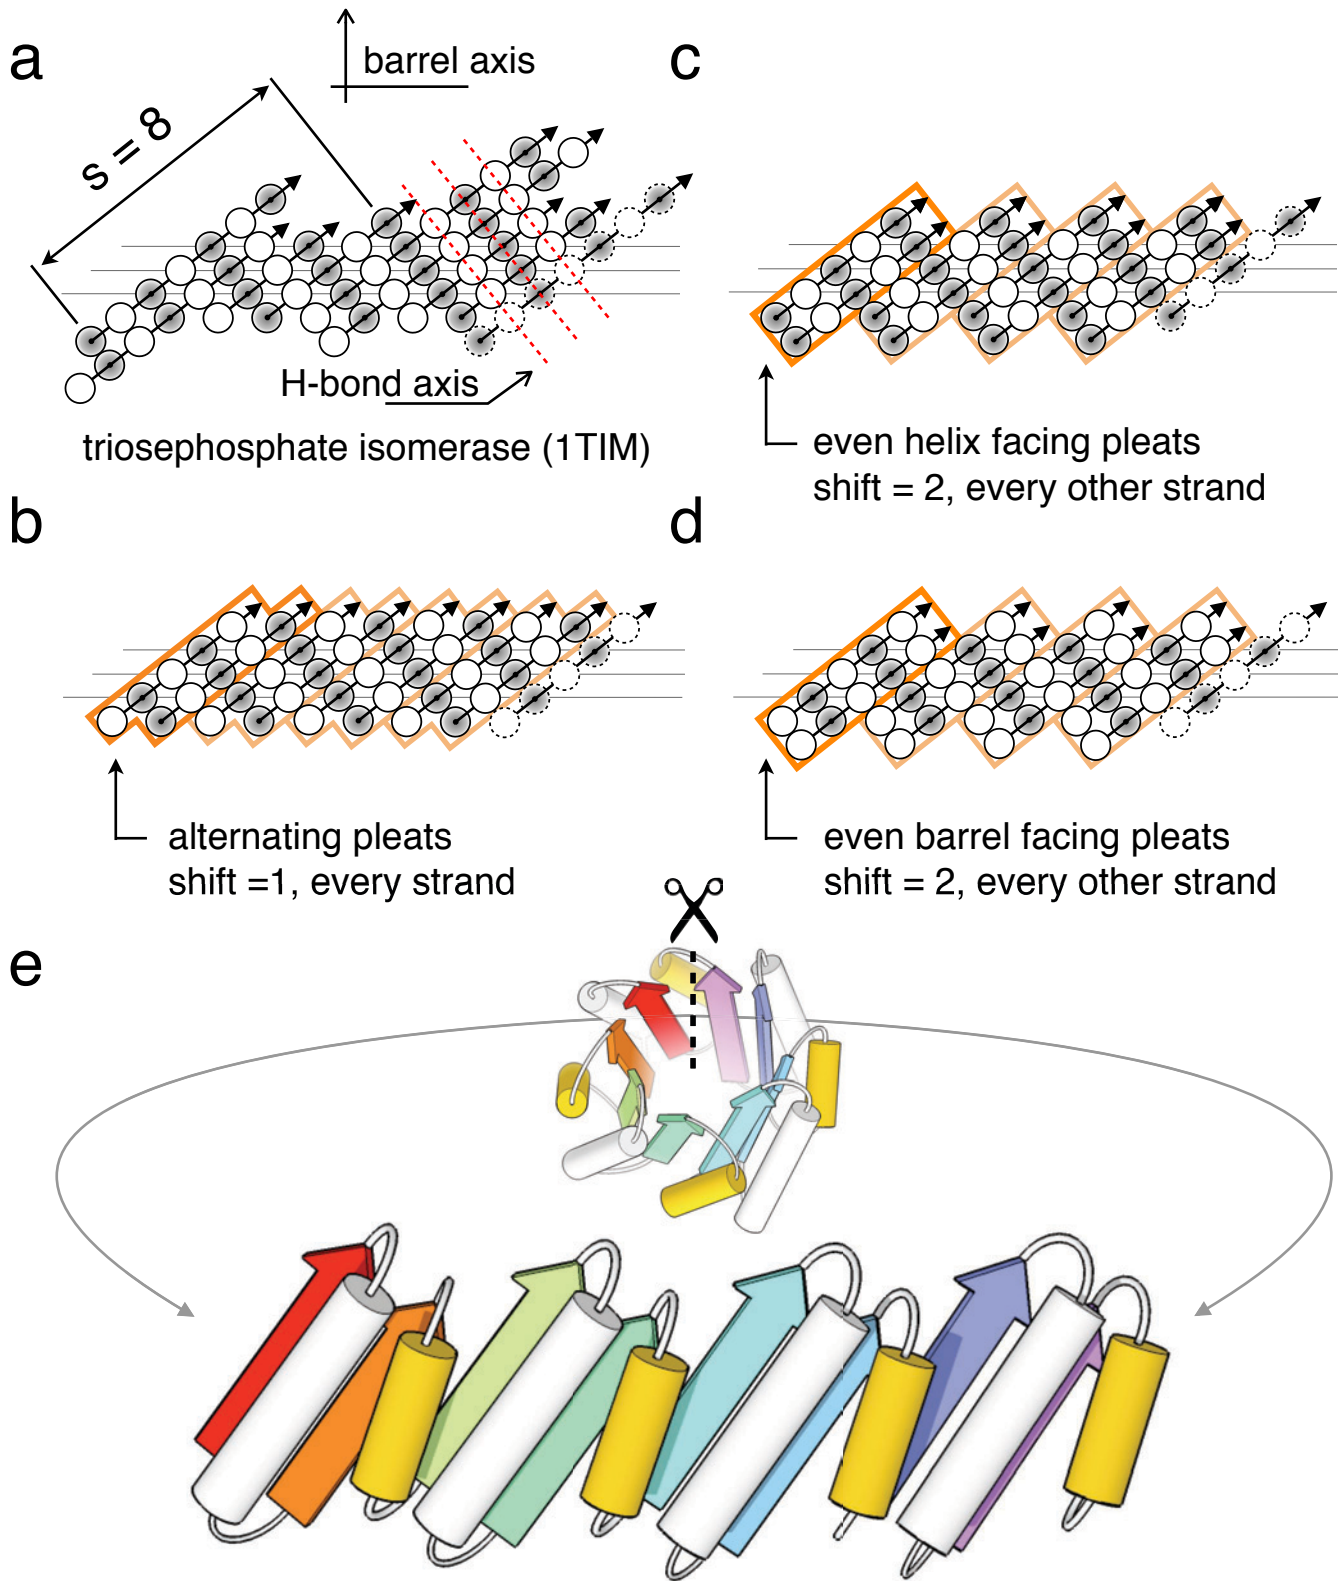 a
barrel axis
s = 8
H-bond axis
triosephosphate isomerase (1TIM)
c
even helix facing pleats
shift = 2, every other strand
b
alternating pleats
shift =1, every strand
d
even barrel facing pleats
shift = 2, every other strand
e